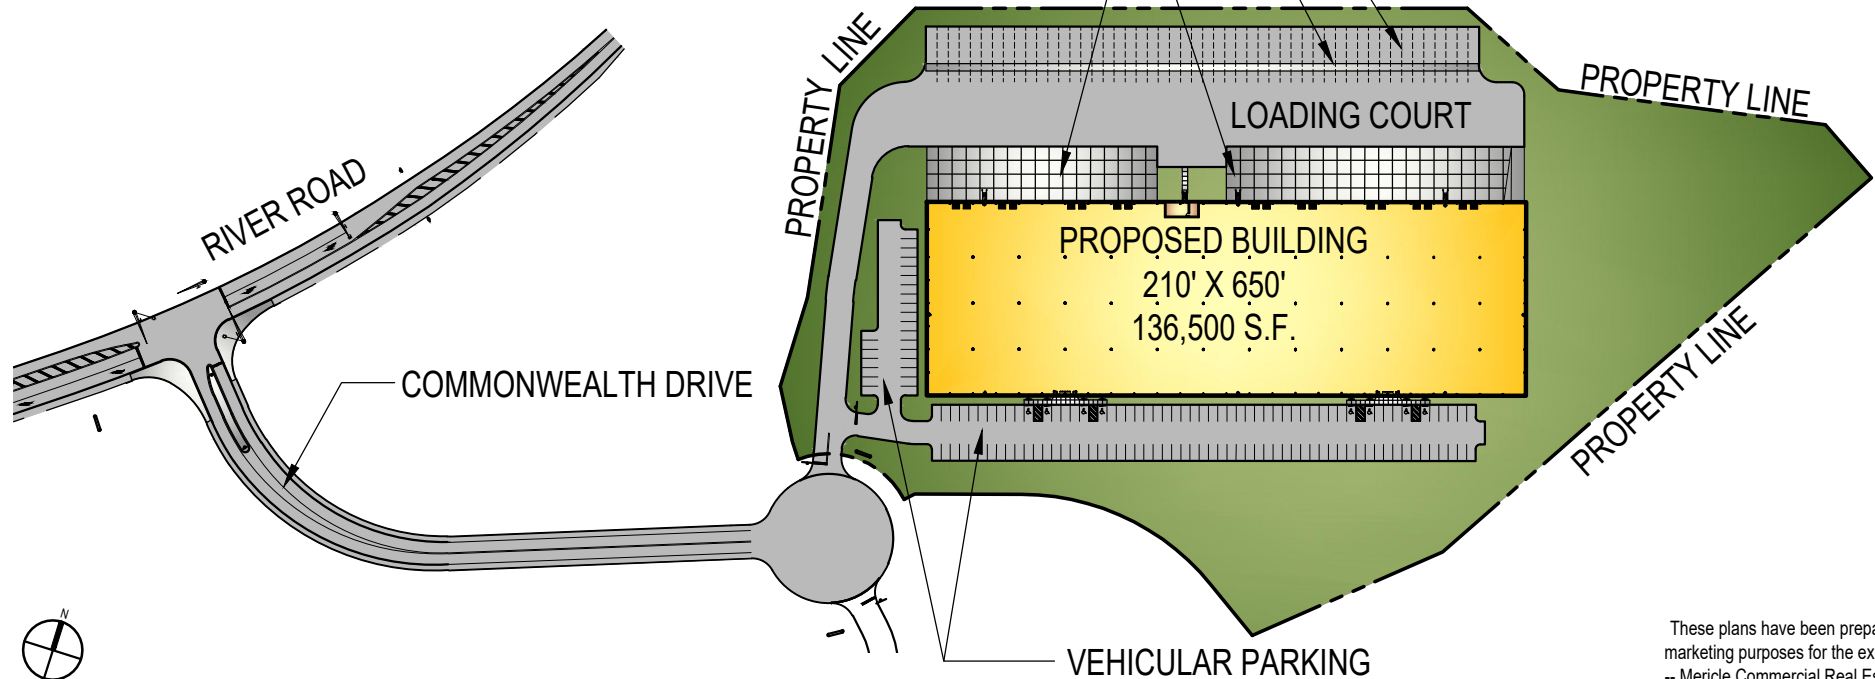 PROPERTY LINE
PROPERTY LINE
LOADING COURT
RIVER ROAD
PROPOSED BUILDING
210' X 650'
136,500 S.F.
PROPERTY LINE
COMMONWEALTH DRIVE
VEHICULAR PARKING
N
These plans have been prepa
marketing purposes for the ex
-- Mericle Commercial Real Es